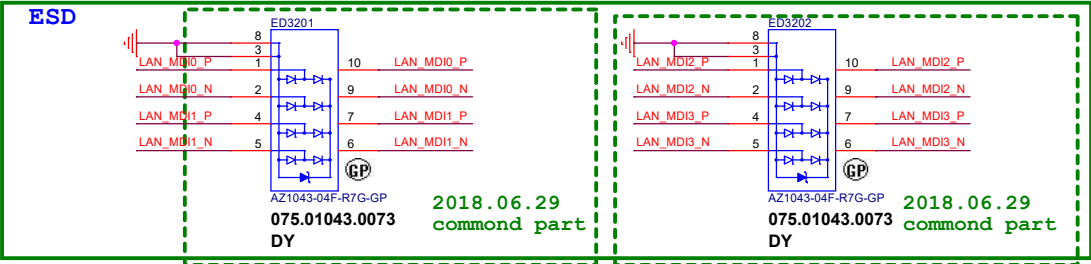 ESD
ED3201
8
3
LAN_MDI0_P 1 10 LAN_MDI0_P
LAN_MDI0_N 2 9 LAN_MDI0_N
LAN_MDI1_P 4 7 LAN_MDI1_P
LAN_MDI1_N 5 6 LAN_MDI1_N
GP
AZ1043-04F-R7G-GP
075.01043.0073
DY
2018.06.29
commond part
ED3202
8
3
LAN_MDI2_P 1 10 LAN_MDI2_P
LAN_MDI2_N 2 9 LAN_MDI2_N
LAN_MDI3_P 4 7 LAN_MDI3_P
LAN_MDI3_N 5 6 LAN_MDI3_N
GP
AZ1043-04F-R7G-GP
075.01043.0073
DY
2018.06.29
commond part